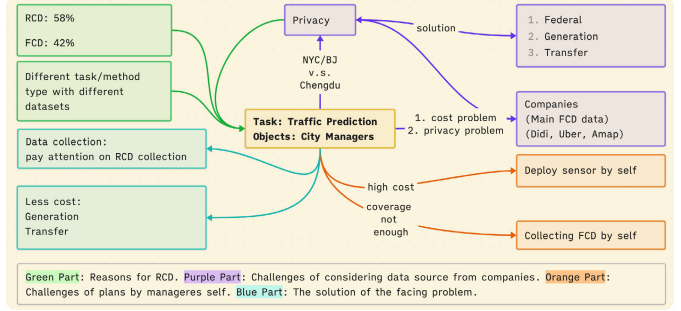 RCD: 58%
FCD: 42%
Different task/method
type with different
datasets
Data collection:
pay attention on RCD collection
Less cost:
Generation
Transfer
Privacy
NYC/BJ
v.s.
Chengdu
Task: Traffic Prediction
Objects: City Managers
solution
1. Federal
2. Generation
3. Transfer
1. cost problem
2. privacy problem
Companies
(Main FCD data)
(Didi, Uber, Amap)
high cost
Deploy sensor by self
coverage
not
enough
Collecting FCD by self
Green Part: Reasons for RCD. Purple Part: Challenges of considering data source from companies. Orange Part:
Challenges of plans by manageres self. Blue Part: The solution of the facing problem.